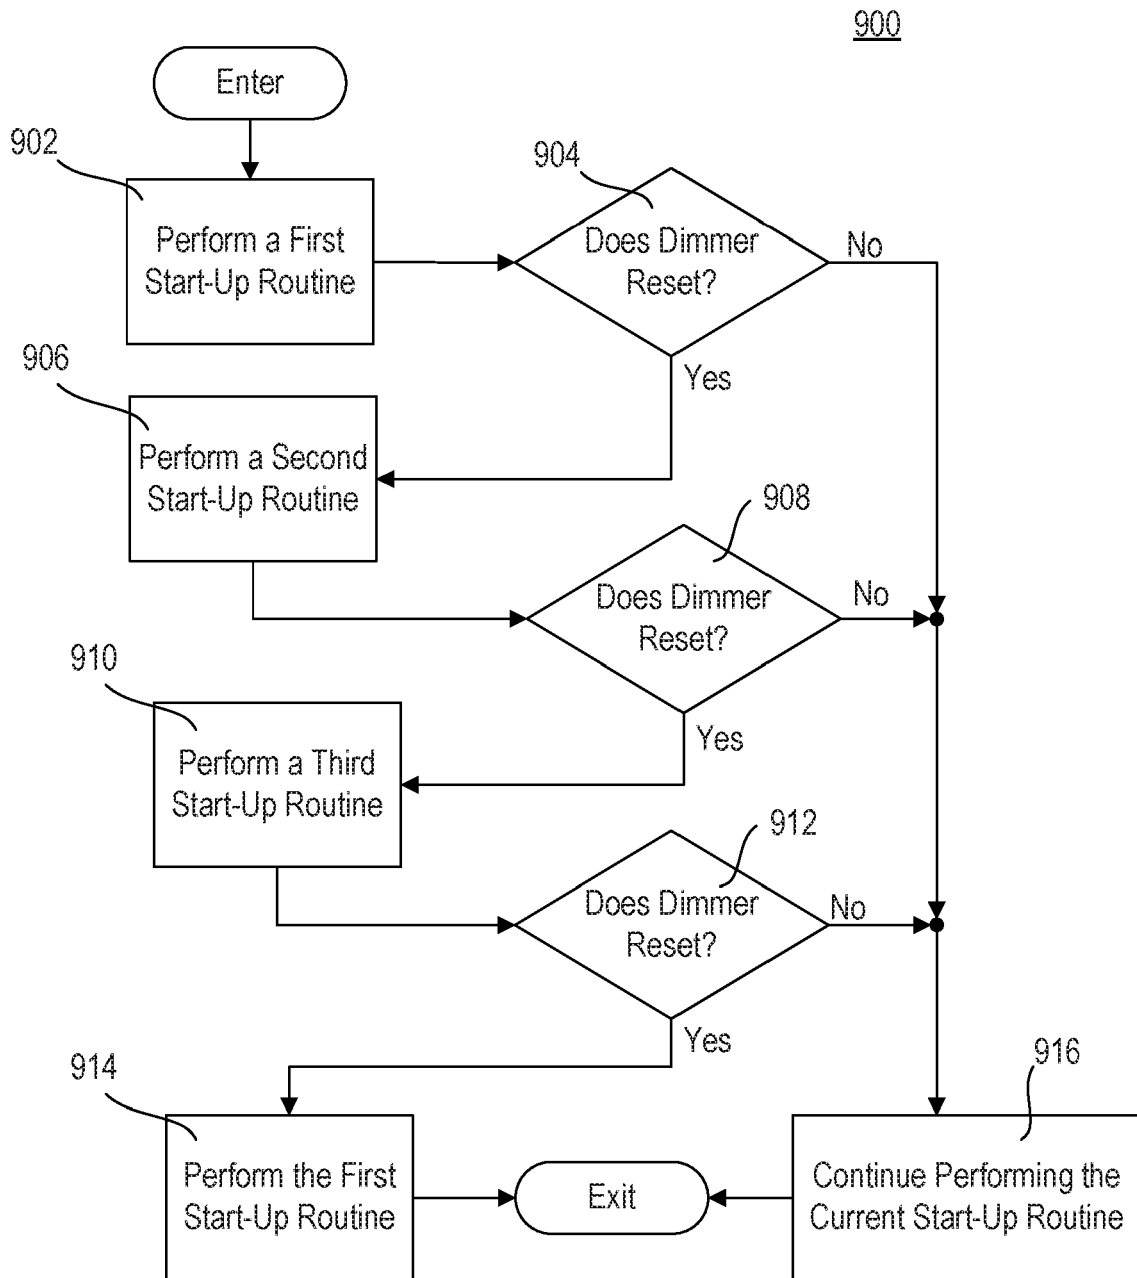 900
Enter
902
Perform a First
Start-Up Routine
904
Does Dimmer
Reset?
No
Yes
906
Perform a Second
Start-Up Routine
908
Does Dimmer
Reset?
No
Yes
910
Perform a Third
Start-Up Routine
912
Does Dimmer
Reset?
No
Yes
914
Perform the First
Start-Up Routine
Exit
916
Continue Performing the
Current Start-Up Routine